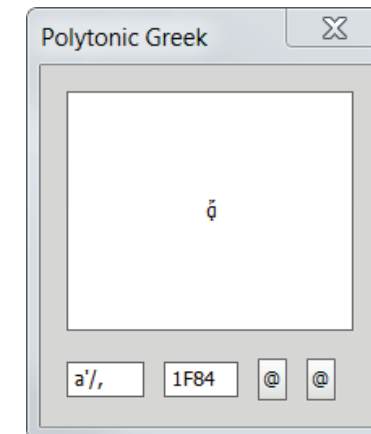 Polytonic Greek
ᾄ
a'/,
1F84
@
@